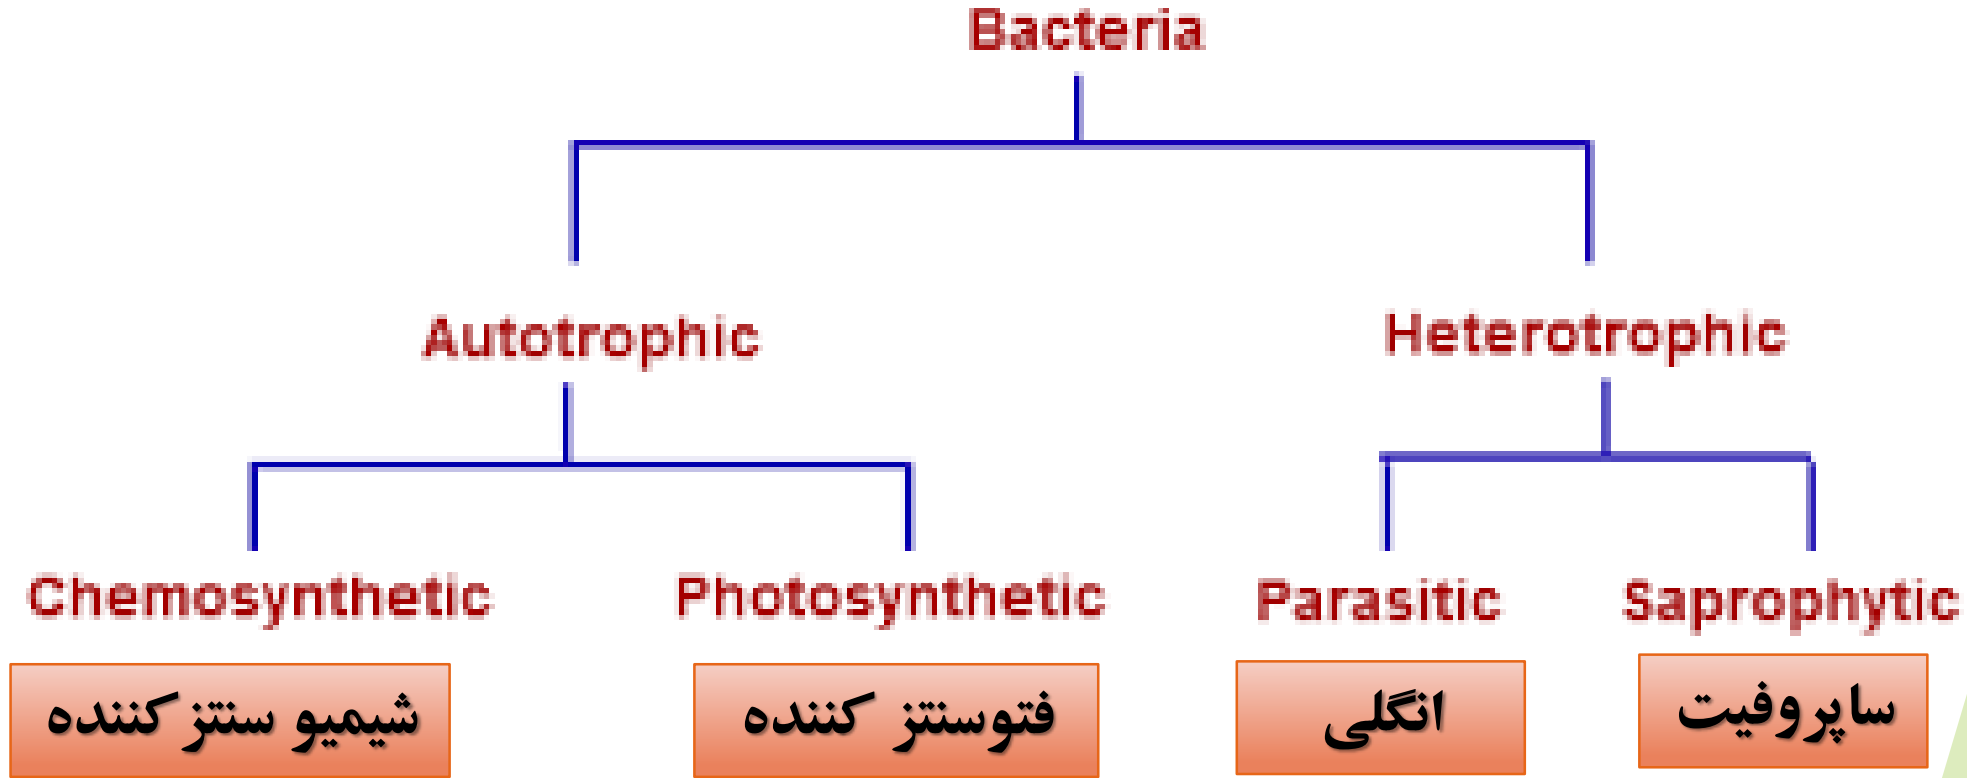 Bacteria
Autotrophic
Heterotrophic
Chemosynthetic
Photosynthetic
Parasitic
Saprophytic
شیمیو سنتز کننده
فتوسنتز کننده
انگلی
ساپروفیت